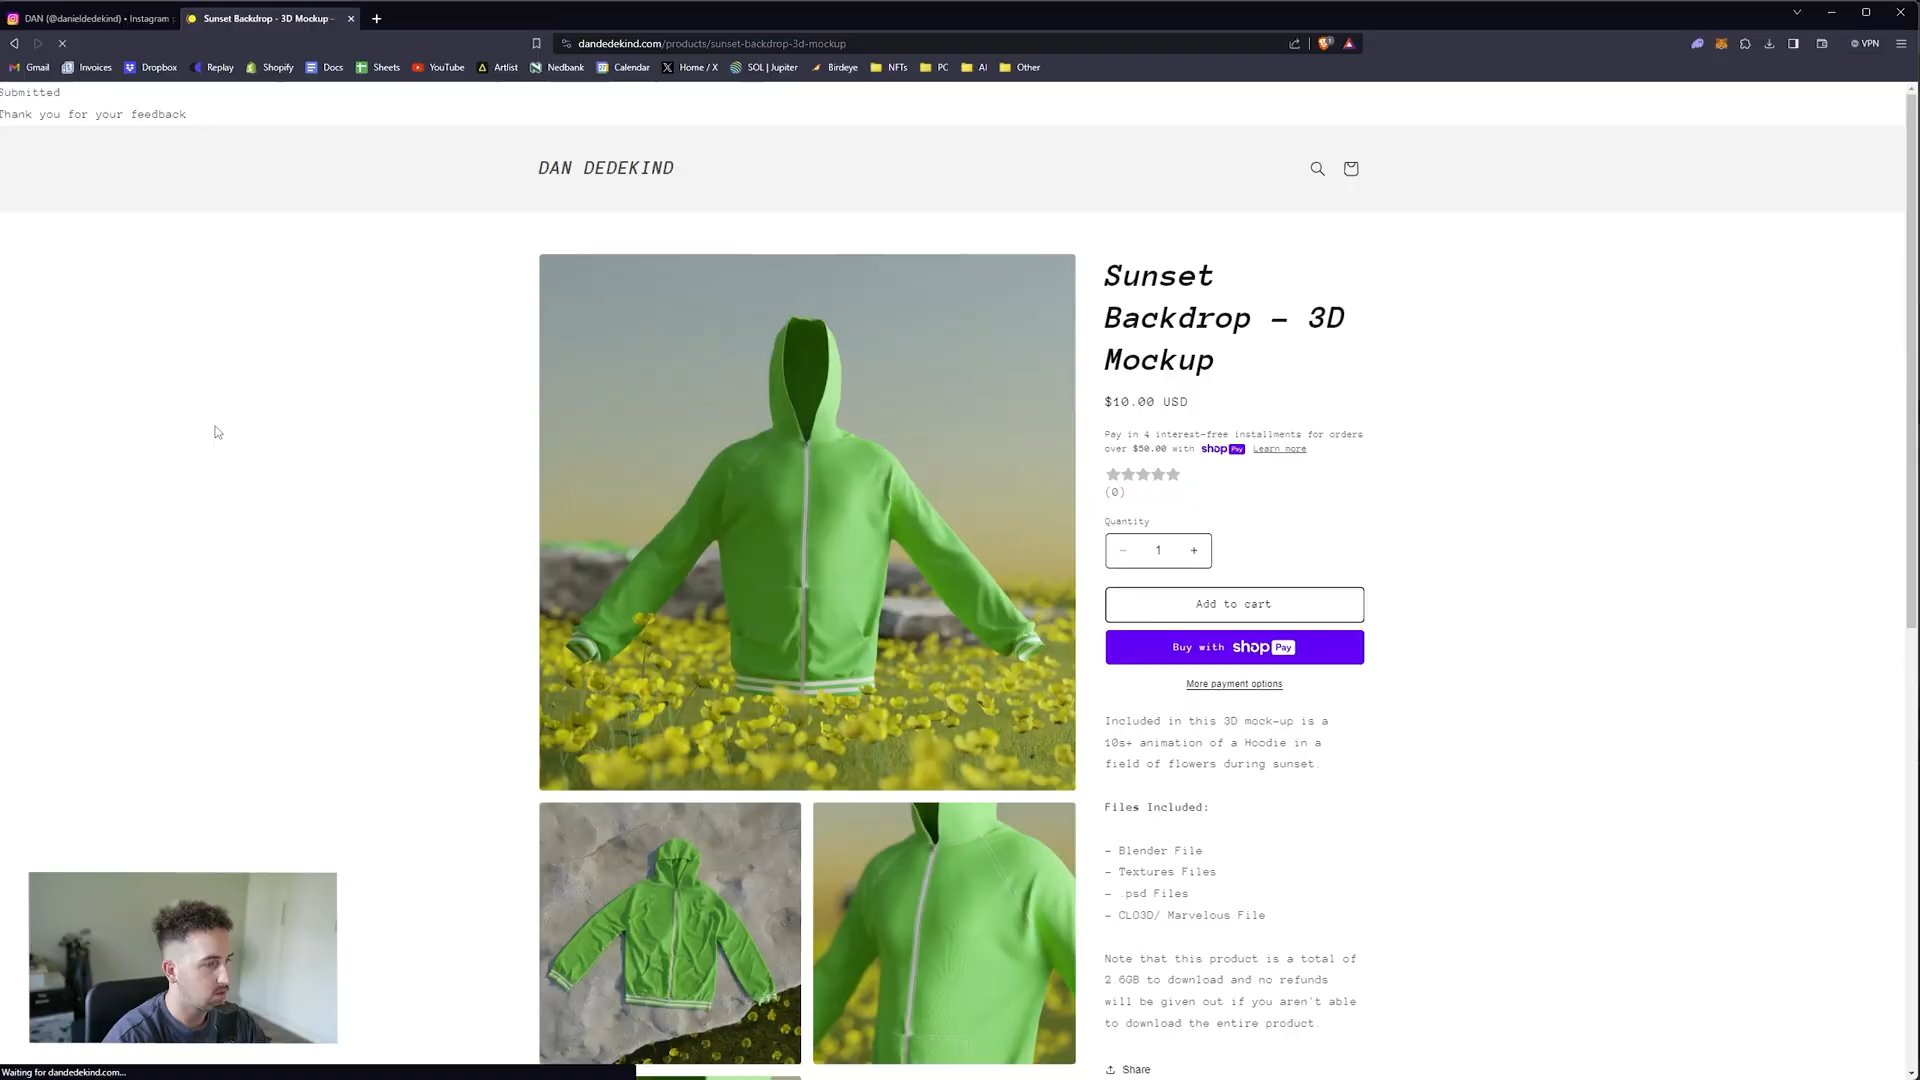 DAN (@danieldedekind) • Instagram
Sunset Backdrop - 3D Mockup -
dandedekind.com/products/sunset-backdrop-3d-mockup
VPN
Gmail Invoices Dropbox Replay Shopify Docs Sheets YouTube Artlist Nedbank Calendar Home / X SOL | Jupiter Birdeye NFTs PC AI Other
Submitted
Thank you for your feedback
DAN DEDEKIND
Sunset
Backdrop - 3D
Mockup
$10.00 USD
Pay in 4 interest-free installments for orders
over $50.00 with shop Pay Learn more
(0)
Quantity
− 1 +
Add to cart
Buy with shop Pay
More payment options
Included in this 3D mock-up is a
10s+ animation of a Hoodie in a
field of flowers during sunset.
Files Included:
- Blender File
- Textures Files
- .psd Files
- CLO3D/ Marvelous File
Note that this product is a total of
2.6GB to download and no refunds
will be given out if you aren't able
to download the entire product.
Share
Waiting for dandedekind.com...